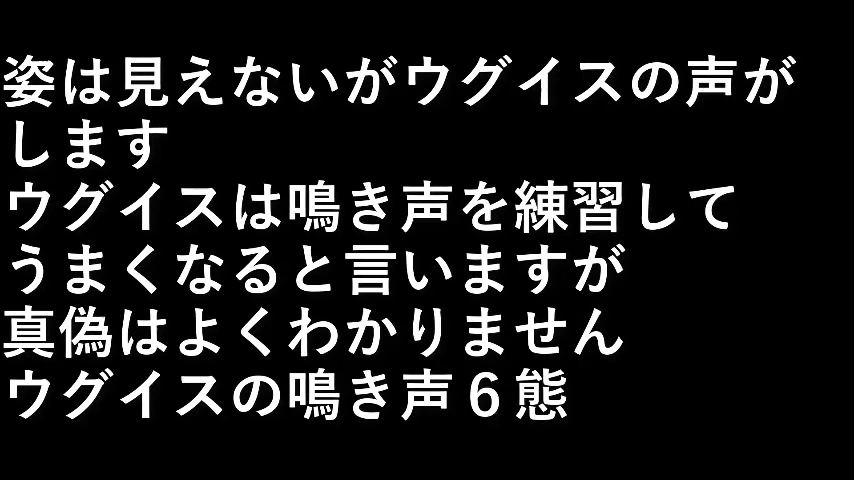 姿は見えないがウグイスの声が
します
ウグイスは鳴き声を練習して
うまくなると言いますが
真偽はよくわかりません
ウグイスの鳴き声６態